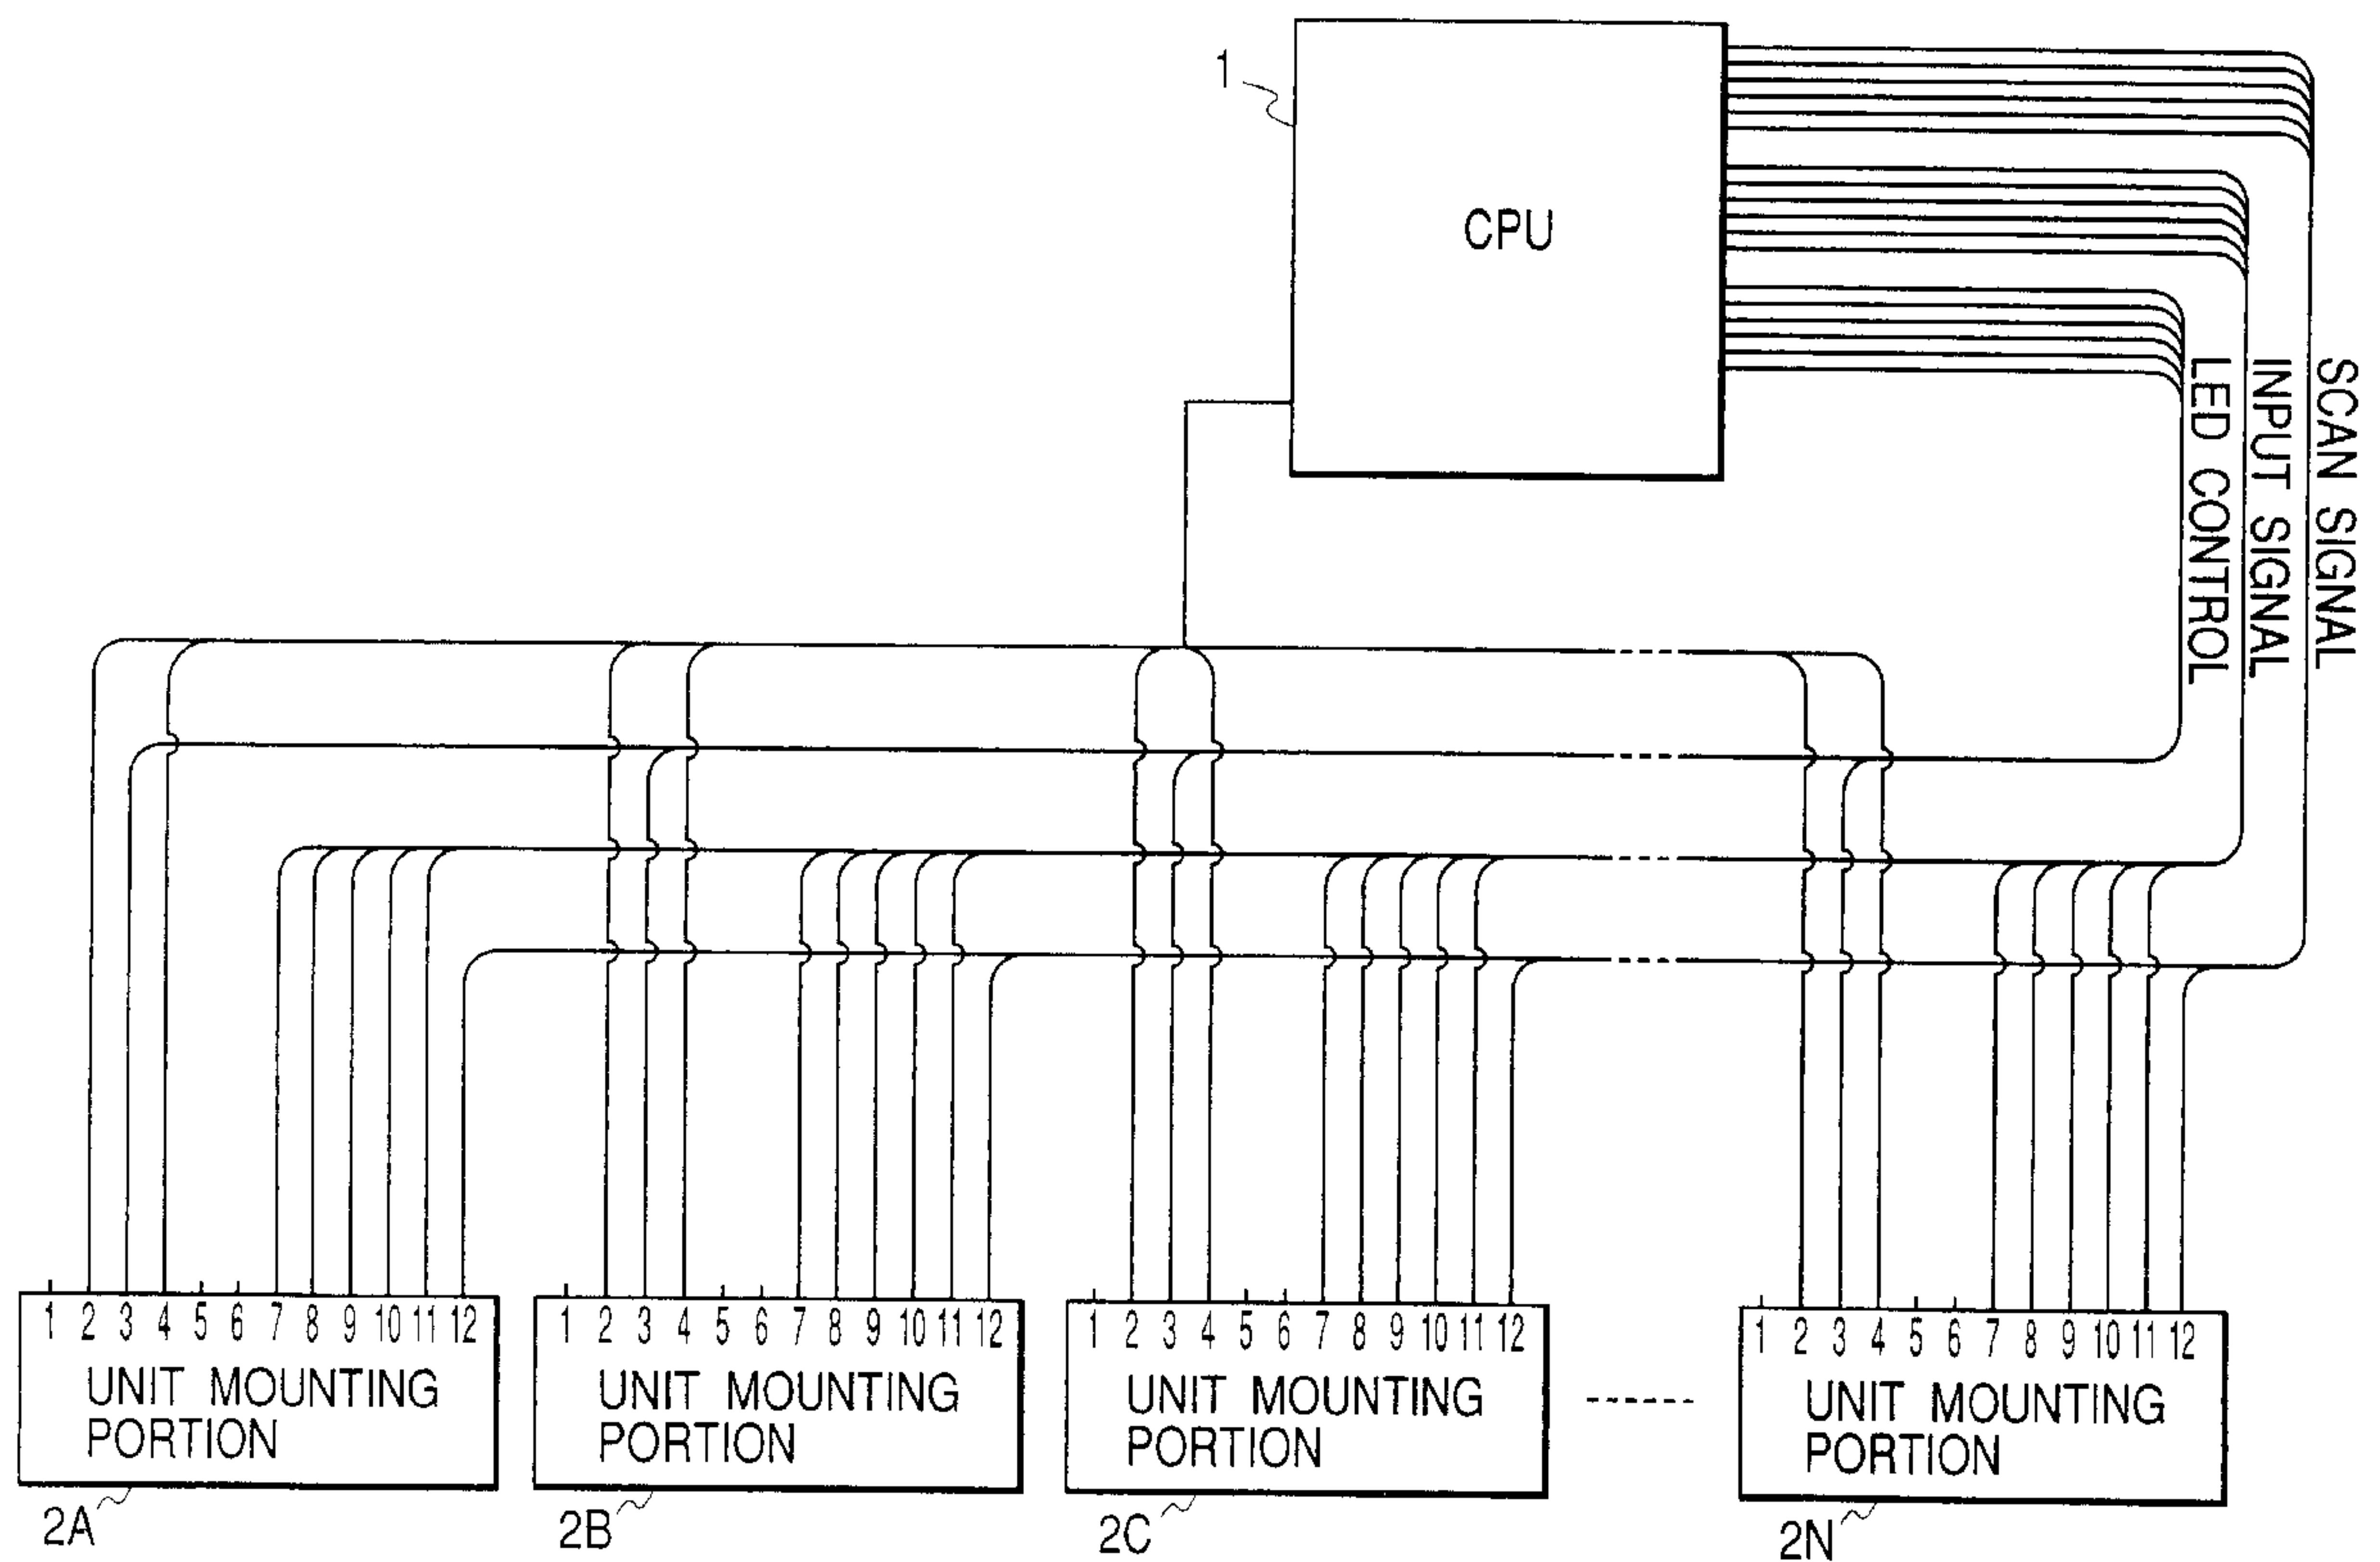 1
CPU
SCAN SIGNAL
INPUT SIGNAL
LED CONTROL
1 2 3 4 5 6 7 8 9 10 11 12
UNIT MOUNTING
PORTION
2A
1 2 3 4 5 6 7 8 9 10 11 12
UNIT MOUNTING
PORTION
2B
1 2 3 4 5 6 7 8 9 10 11 12
UNIT MOUNTING
PORTION
2C
1 2 3 4 5 6 7 8 9 10 11 12
UNIT MOUNTING
PORTION
2N